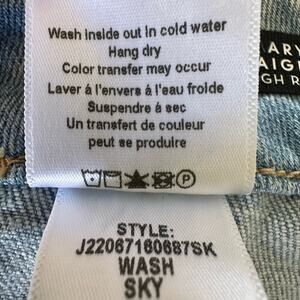 Wash inside out in cold water
Hang dry
Color transfer may occur
Laver á l'envers á l'eau froide
Suspendre á sec
Un transfert de couleur
peut se produire
P
STYLE:
J22067160687SK
WASH
SKY